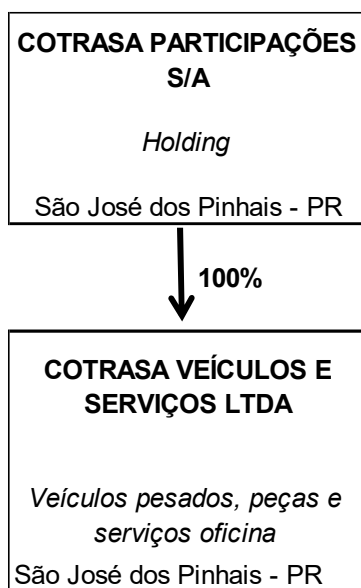 COTRASA PARTICIPAÇÕES
S/A
Holding
São José dos Pinhais - PR
100%
COTRASA VEÍCULOS E
SERVIÇOS LTDA
Veículos pesados, peças e
serviços oficina
São José dos Pinhais - PR